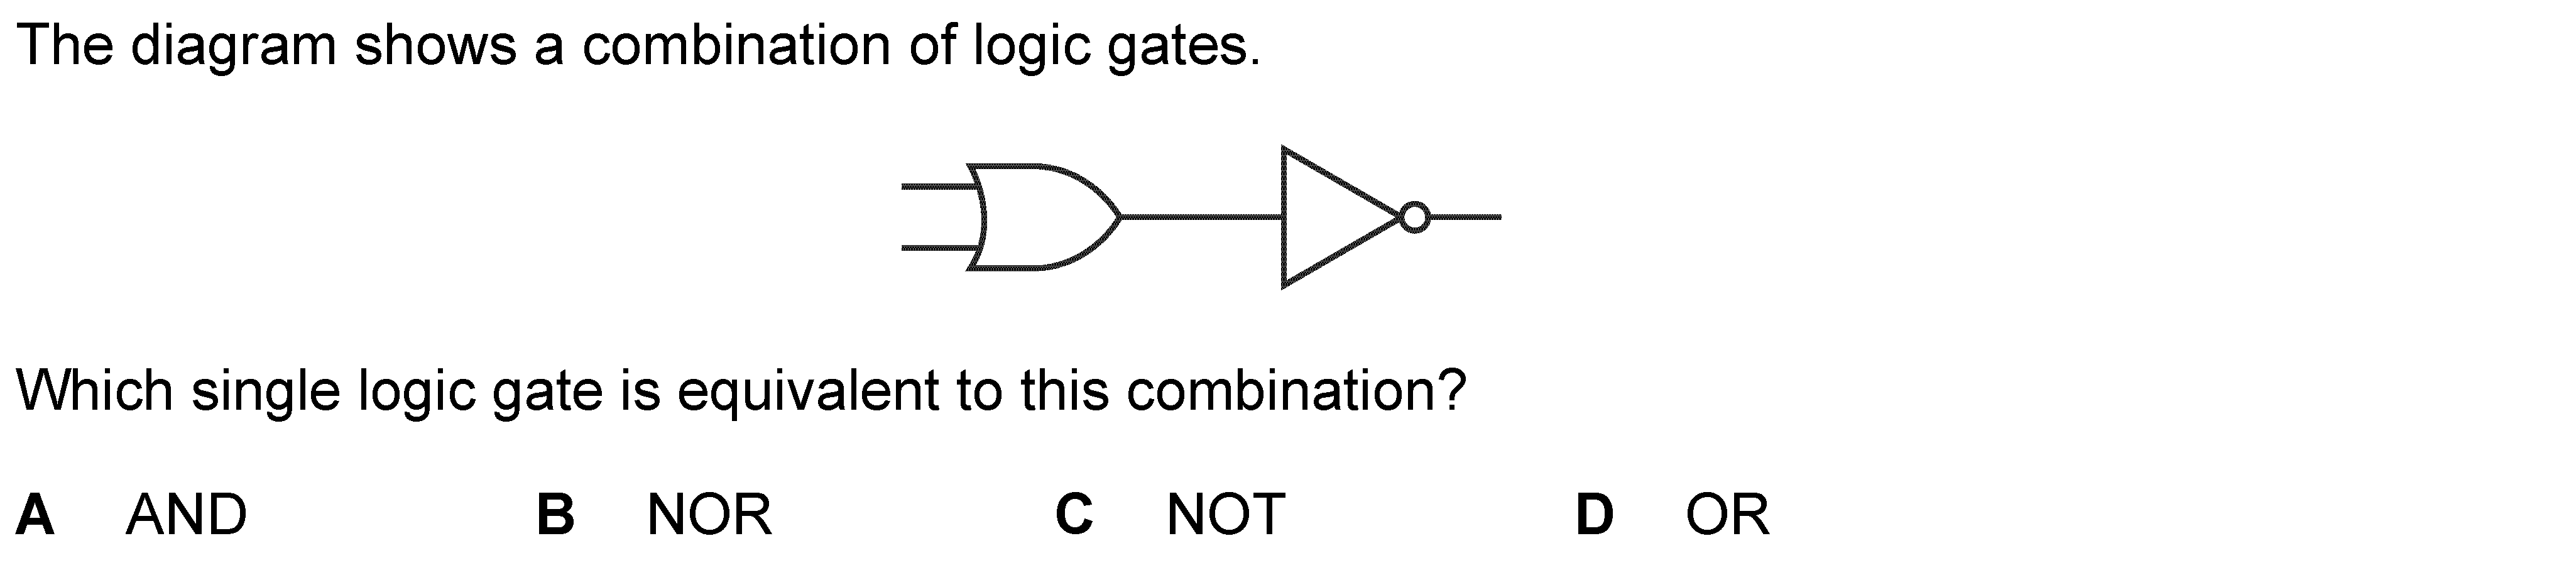 The diagram shows a combination of logic gates.
Which single logic gate is equivalent to this combination?
A AND B NOR C NOT D OR